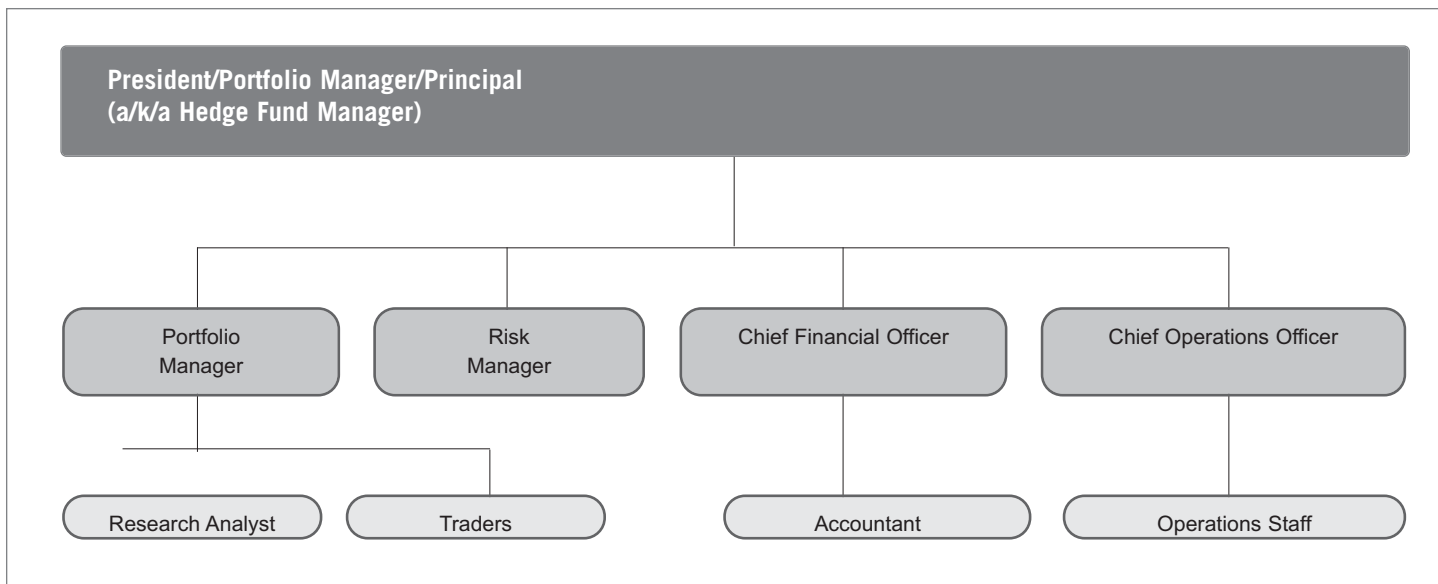 President/Portfolio Manager/Principal
(a/k/a Hedge Fund Manager)
Portfolio
Manager
Risk
Manager
Chief Financial Officer
Chief Operations Officer
Research Analyst
Traders
Accountant
Operations Staff